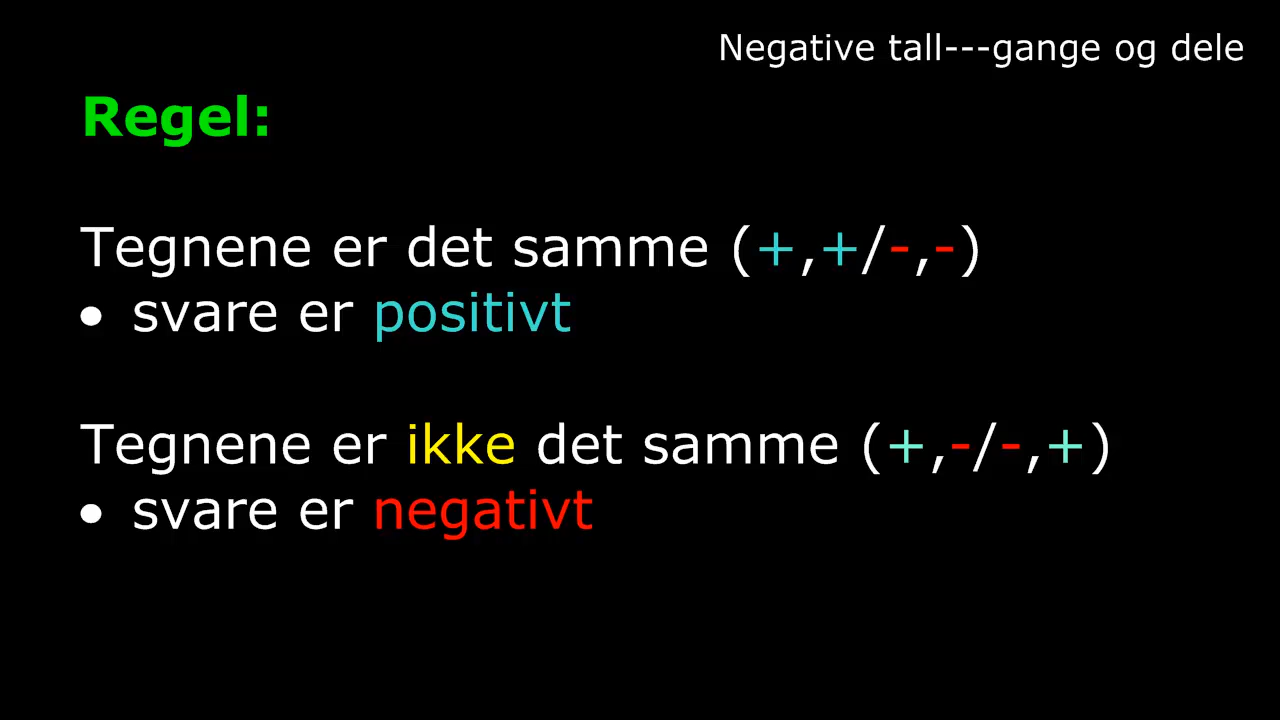 Negative tall---gange og dele
Regel:
Tegnene er det samme (+,+/-,-)
• svare er positivt
Tegnene er ikke det samme (+,-/-,+)
• svare er negativt